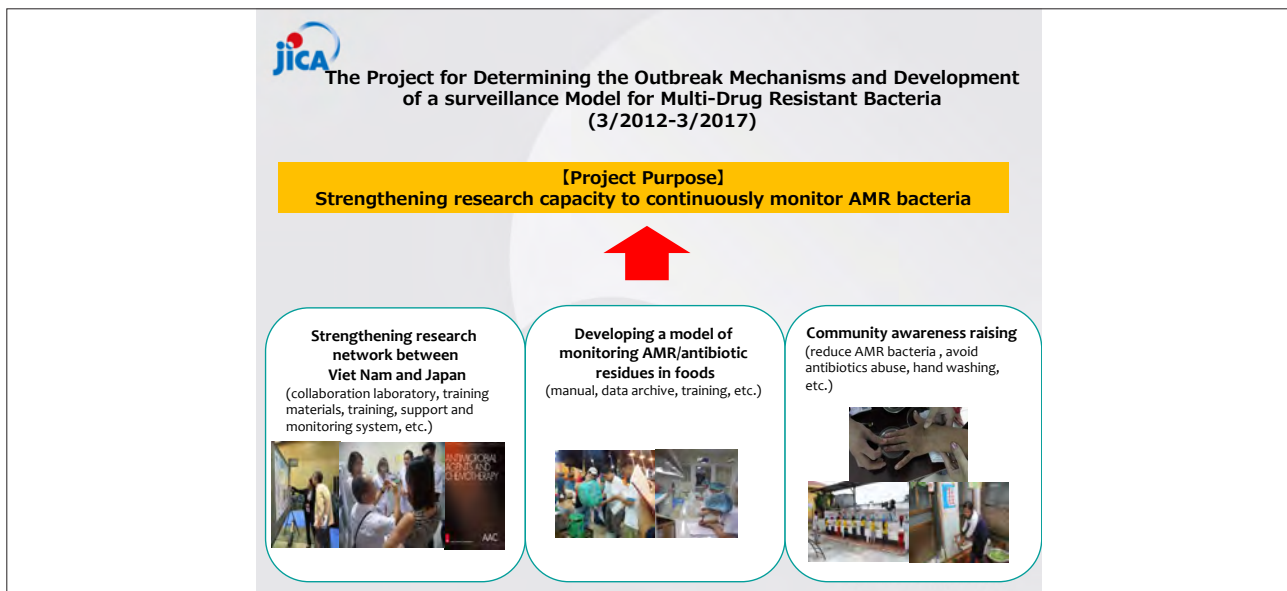 jica
The Project for Determining the Outbreak Mechanisms and Development
of a surveillance Model for Multi-Drug Resistant Bacteria
(3/2012-3/2017)
【Project Purpose】
Strengthening research capacity to continuously monitor AMR bacteria
Strengthening research
network between
Viet Nam and Japan
(collaboration laboratory, training
materials, training, support and
monitoring system, etc.)
ANTIMICROBIAL
AGENTS AND
CHEMOTHERAPY
AAC
Developing a model of
monitoring AMR/antibiotic
residues in foods
(manual, data archive, training, etc.)
Community awareness raising
(reduce AMR bacteria , avoid
antibiotics abuse, hand washing,
etc.)